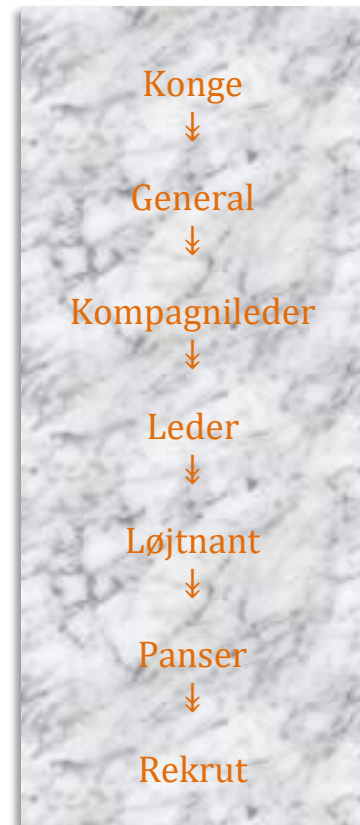 Konge
↡
General
↡
Kompagnileder
↡
Leder
↡
Løjtnant
↡
Panser
↡
Rekrut